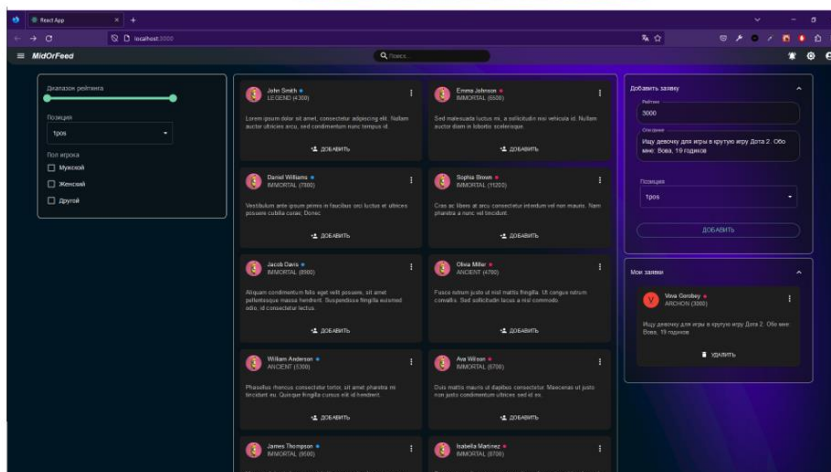 React App
localhost:3000
MidOrFeed
Поиск...
Диапазон рейтинга
Позиция
1pos
Пол игрока
Мужской
Женский
Другой
John Smith
LEGEND (4300)
Lorem ipsum dolor sit amet, consectetur adipiscing elit. Nullam
auctor ultricies arcu, sed condimentum nunc tempus id.
ДОБАВИТЬ
Emma Johnson
IMMORTAL (6500)
Sed malesuada luctus mi, a sollicitudin nisi vehicula id. Nullam
auctor diam in lobortis scelerisque.
ДОБАВИТЬ
Daniel Williams
IMMORTAL (7800)
Vestibulum ante ipsum primis in faucibus orci luctus et ultrices
posuere cubilia curae; Donec
ДОБАВИТЬ
Sophia Brown
IMMORTAL (10200)
Cras ac libero at arcu consectetur interdum vel non mauris. Nam
pharetra a nunc vel tincidunt.
ДОБАВИТЬ
Jacob Davis
IMMORTAL (8900)
Aliquam condimentum felis eget velit posuere, sit amet
pellentesque massa hendrerit. Suspendisse fringilla euismod
odio, id consectetur lectus.
ДОБАВИТЬ
Olivia Miller
ANCIENT (4700)
Fusce rutrum justo ut nisl mattis fringilla. Ut congue rutrum
convallis. Sed sollicitudin lacus a nisl commodo.
ДОБАВИТЬ
William Anderson
ANCIENT (5300)
Phasellus rhoncus consectetur tortor, sit amet pharetra mi
tincidunt eu. Quisque fringilla cursus elit id hendrerit.
ДОБАВИТЬ
Ava Wilson
IMMORTAL (6700)
Duis mattis mauris ut dapibus consectetur. Maecenas ut justo
non justo condimentum ultrices sed id ex.
ДОБАВИТЬ
James Thompson
IMMORTAL (9600)
Isabella Martinez
IMMORTAL (8700)
Добавить заявку
Рейтинг
3000
Описание
Ищу девочку для игры в крутую игру Дота 2. Обо
мне: Вова, 19 годиков
Позиция
1pos
ДОБАВИТЬ
Мои заявки
V
Vova Gorobey
ARCHON (3000)
Ищу девочку для игры в крутую игру Дота 2. Обо мне:
Вова, 19 годиков
УДАЛИТЬ